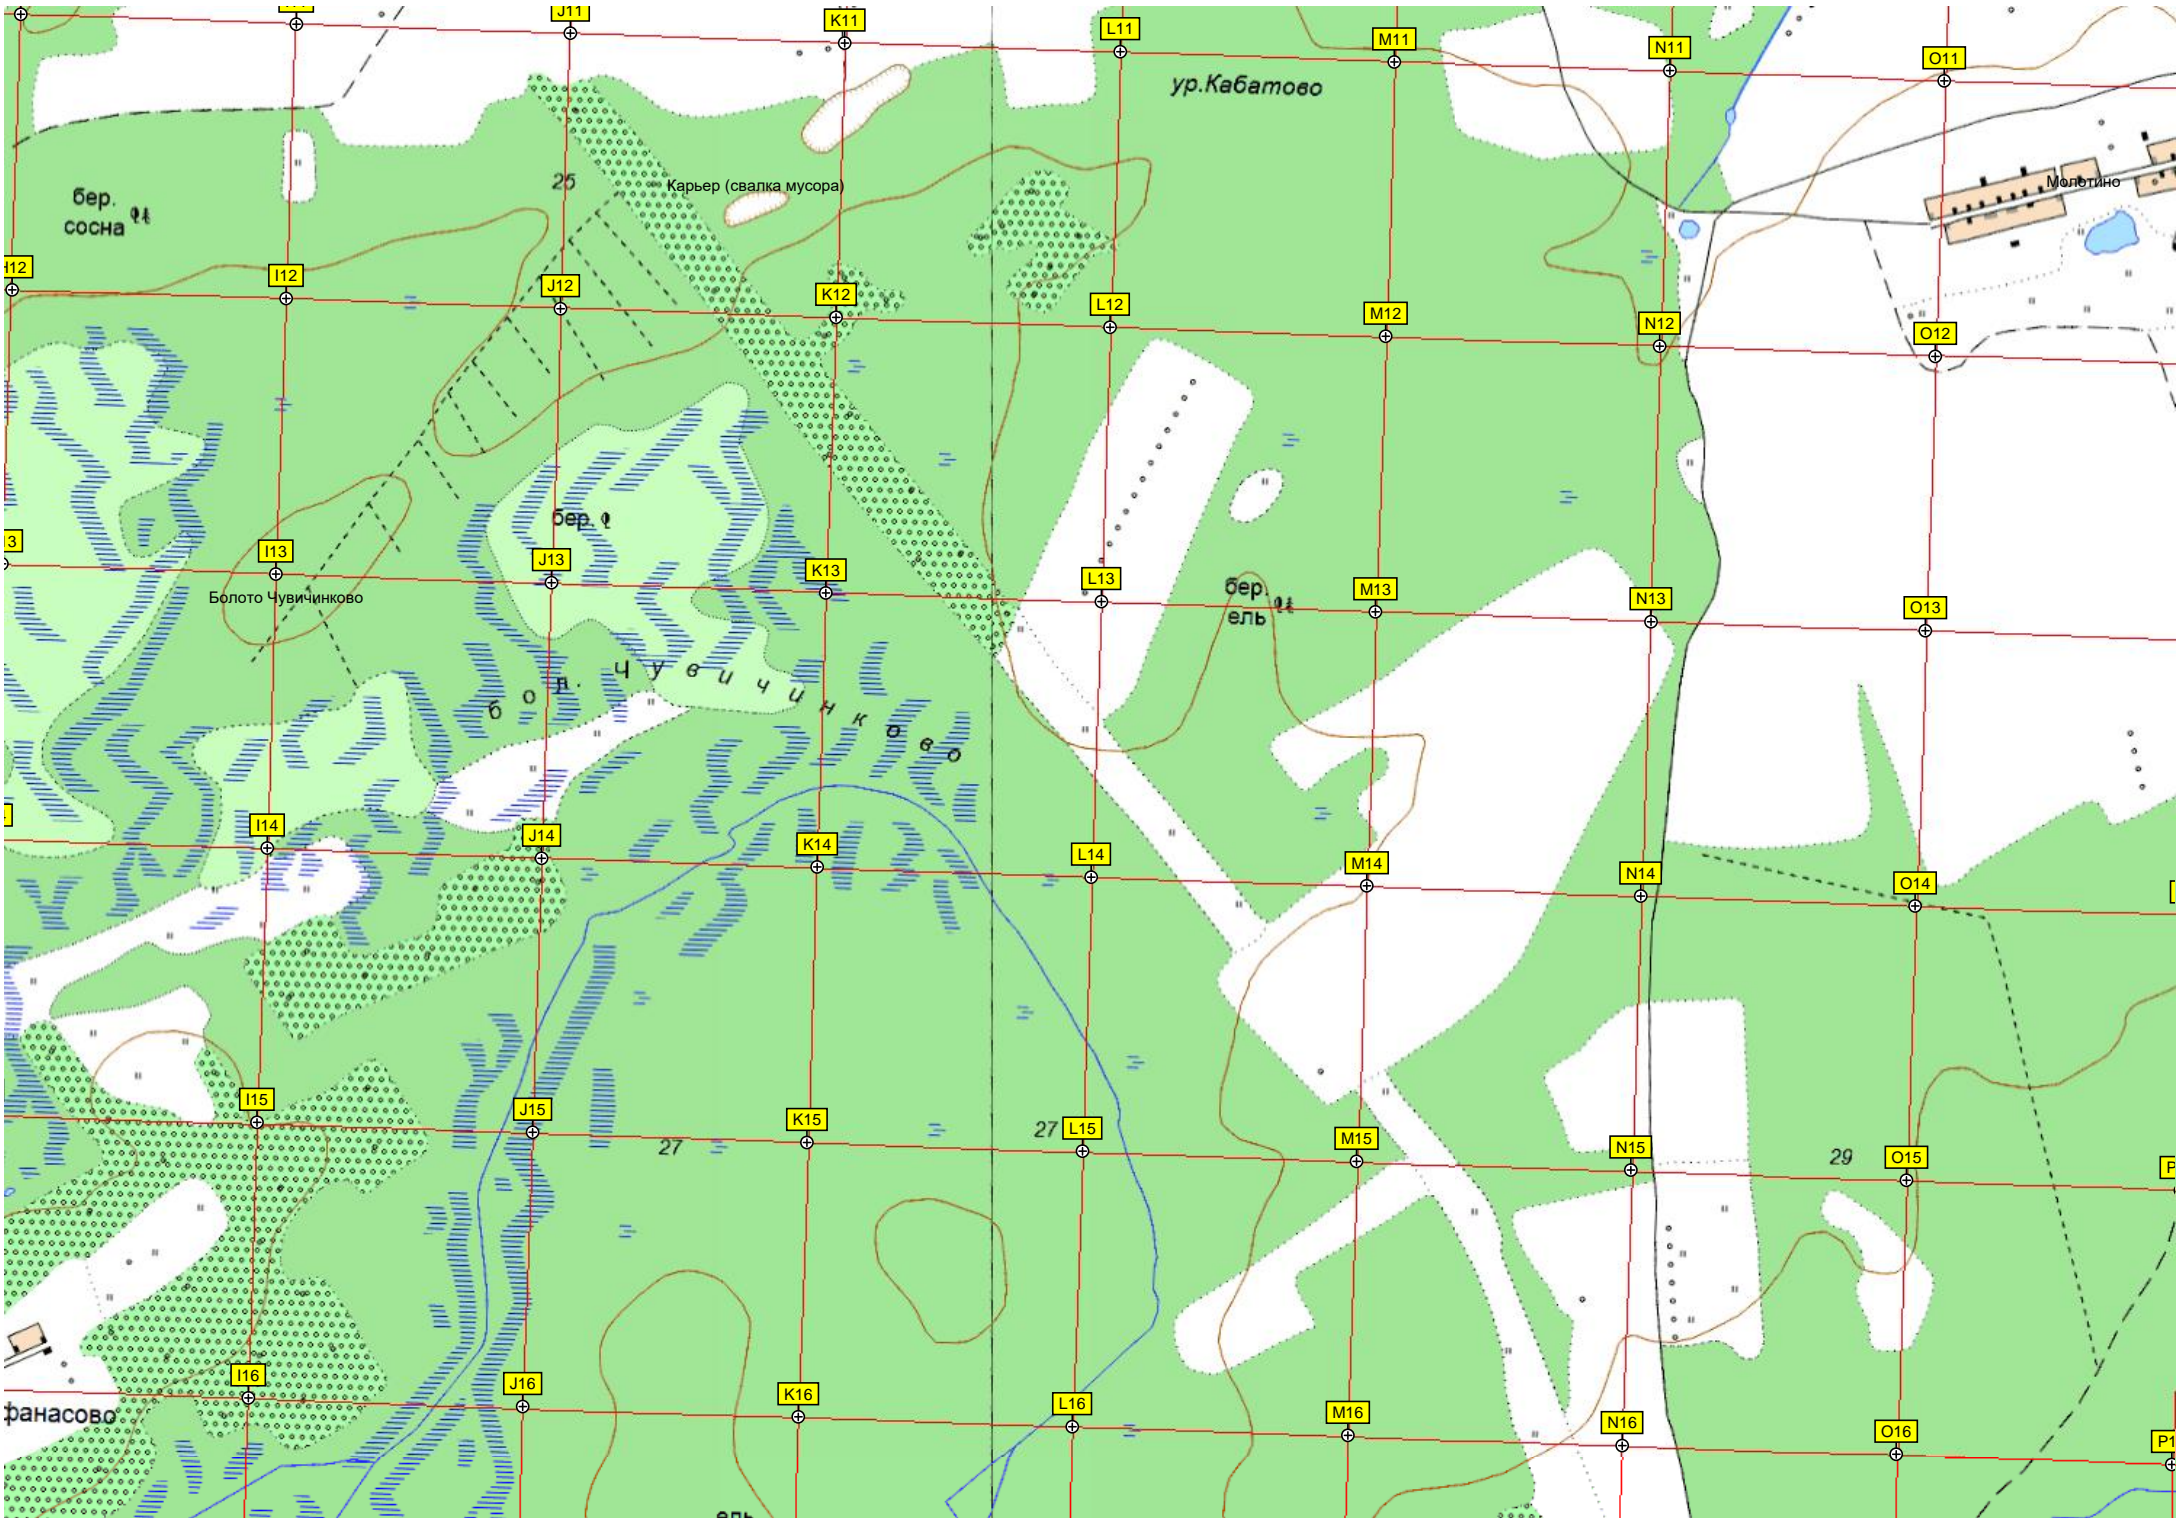 J11
K11
L11
M11
N11
O11
ур.Кабатово
25
Карьер (свалка мусора)
Молотино
бер.
сосна
I12
J12
K12
L12
M12
N12
O12
бер.
I13
J13
K13
L13
M13
N13
O13
Болото Чувичинково
бер.
ель
бол. Чувичинково
I14
J14
K14
L14
M14
N14
O14
I15
J15
K15
L15
M15
N15
O15
27
27
29
I16
J16
K16
L16
M16
N16
O16
фанасово
ель